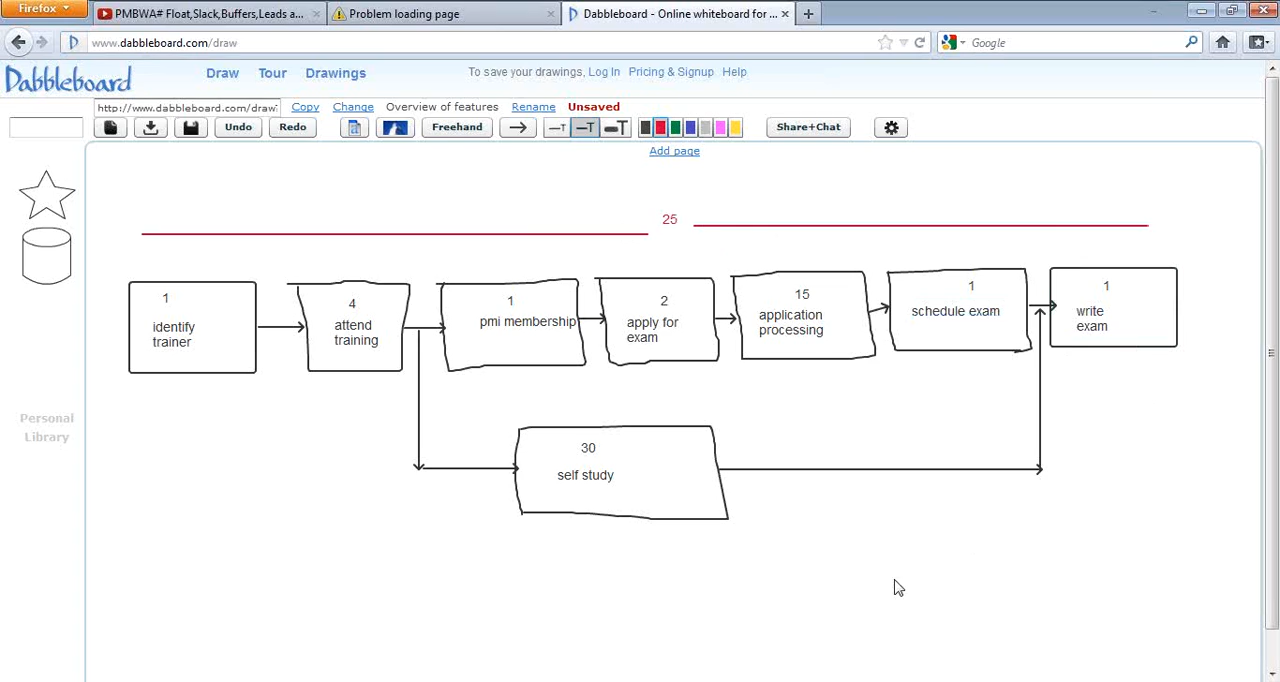 Firefox
PMBWA# Float,Slack,Buffers,Leads a...
Problem loading page
Dabbleboard - Online whiteboard for ...
www.dabbleboard.com/draw
Google
Dabbleboard
Draw
Tour
Drawings
To save your drawings, Log In
Pricing & Signup
Help
http://www.dabbleboard.com/draw
Copy
Change
Overview of features
Rename
Unsaved
Undo
Redo
Freehand
T
T
T
Share+Chat
Add page
25
1
identify
trainer
4
attend
training
1
pmi membership
2
apply for
exam
15
application
processing
1
schedule exam
1
write
exam
30
self study
Personal
Library